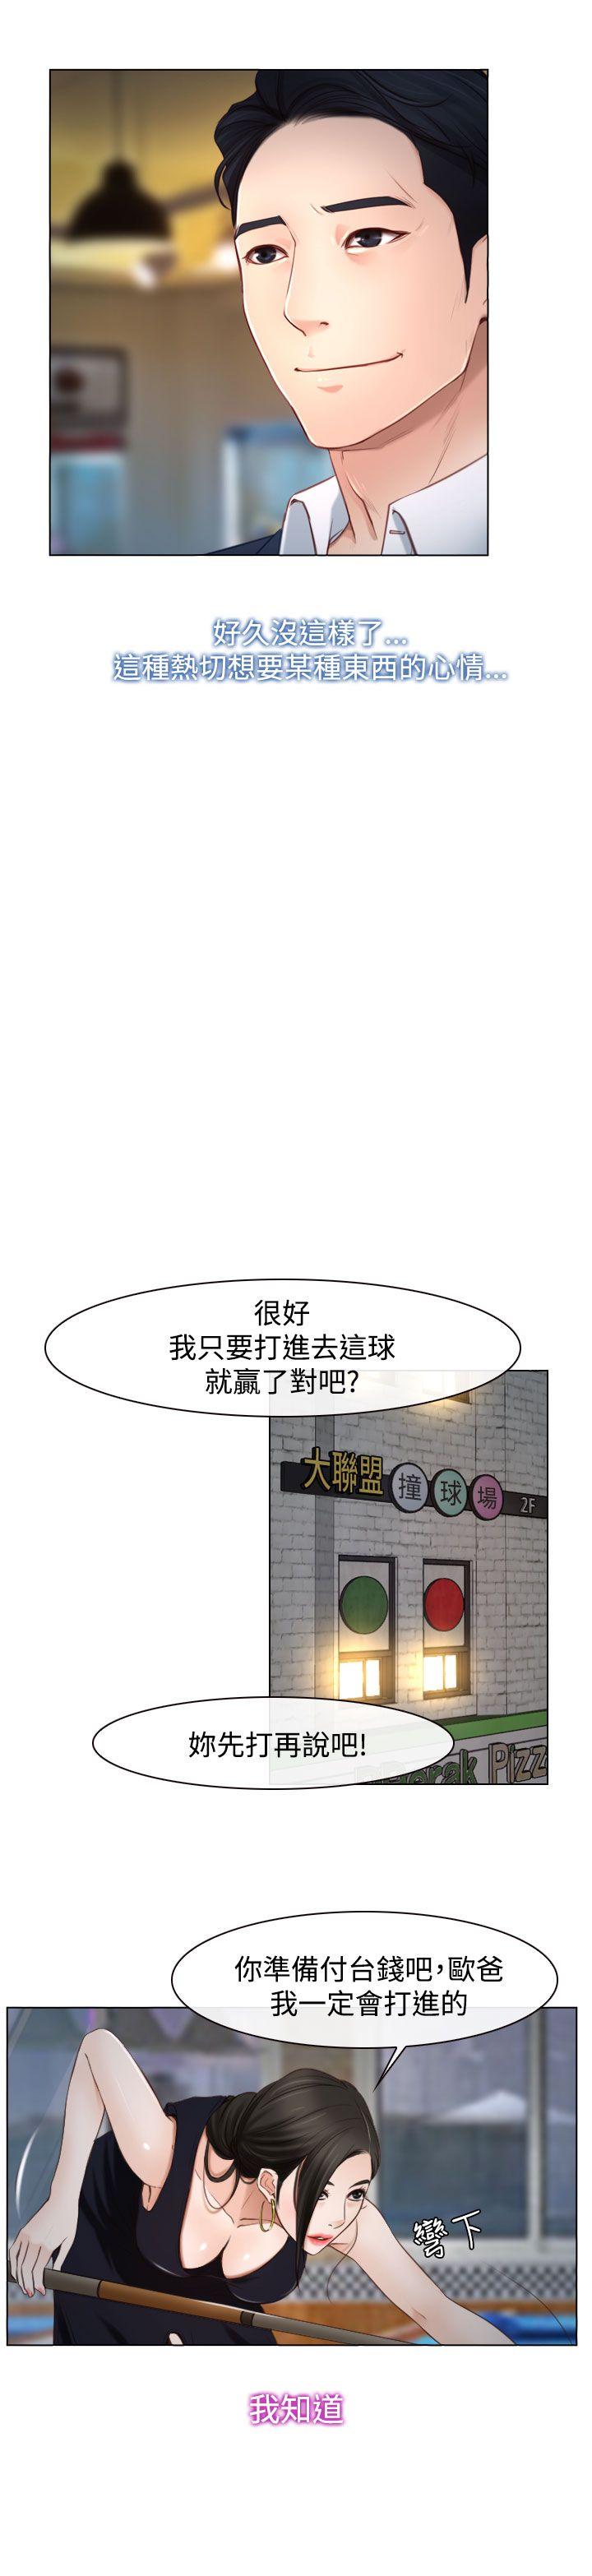 好久沒這樣了...
這種熱切想要某種東西的心情...
很好
我只要打進去這球
就贏了對吧?
大聯盟 撞球場 2F
妳先打再說吧!
Pizz
你準備付台錢吧,歐爸
我一定會打進的
彎下
我知道